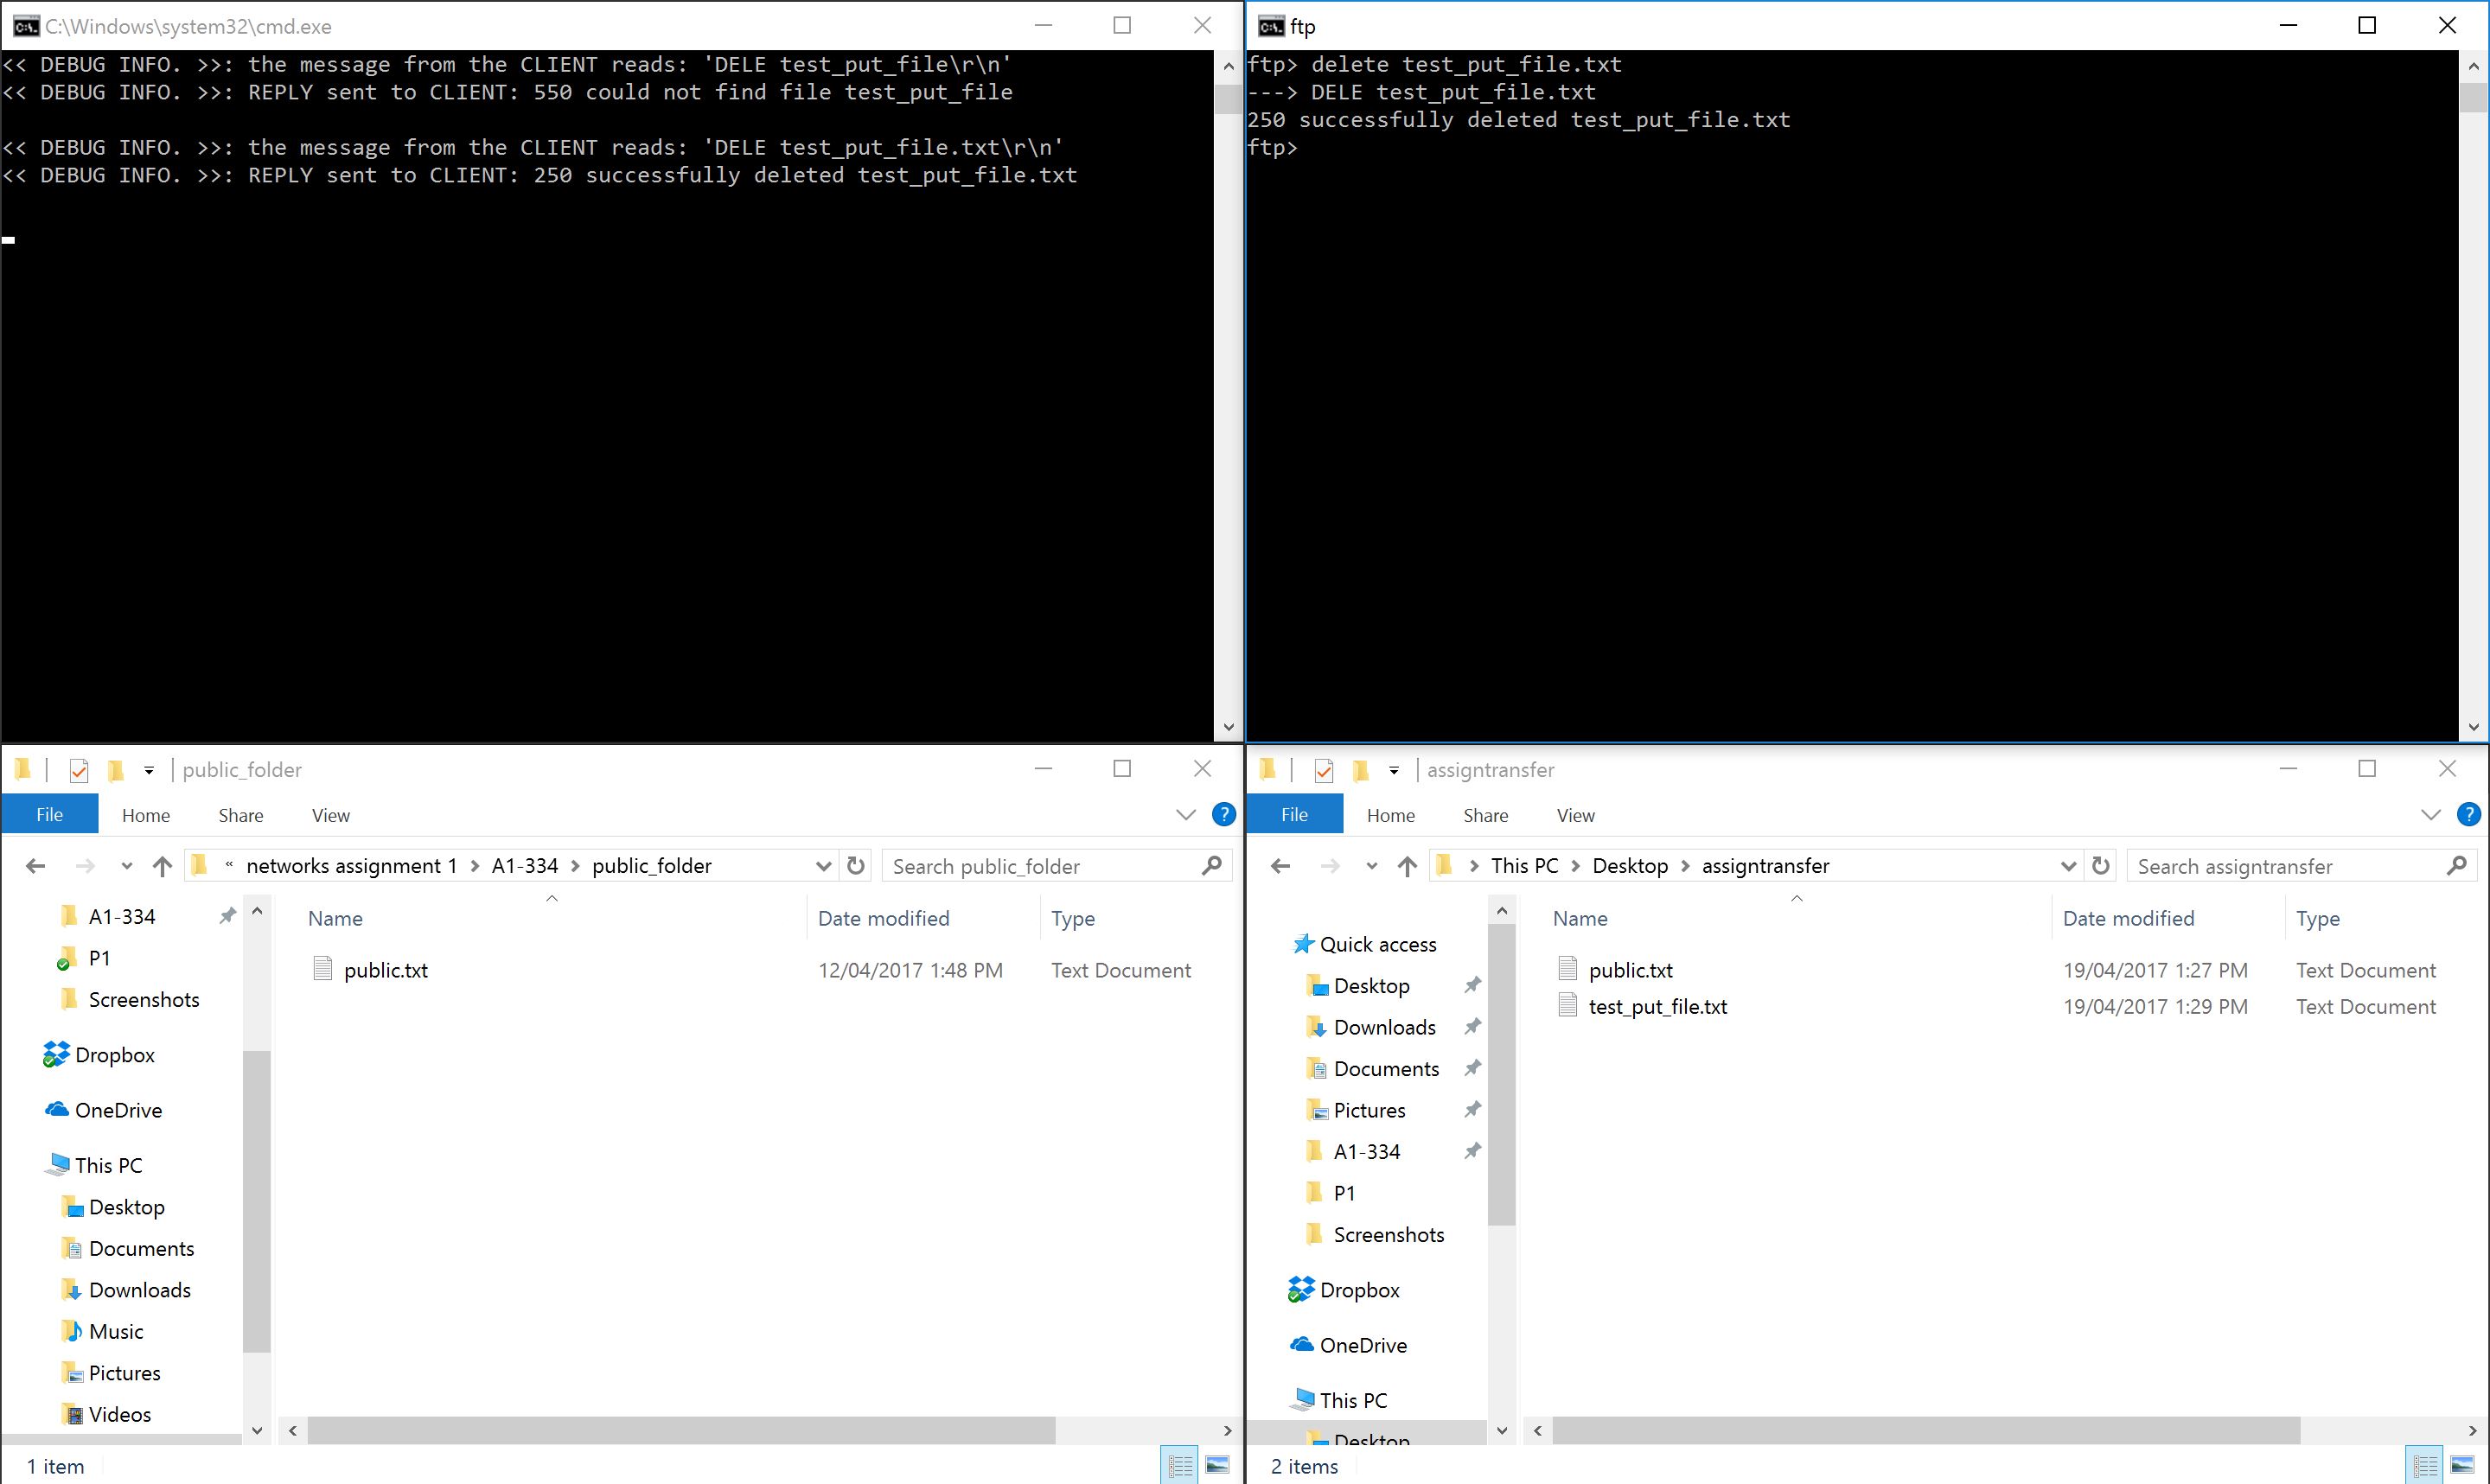 C:\Windows\system32\cmd.exe
<< DEBUG INFO. >>: the message from the CLIENT reads: 'DELE test_put_file\r\n'
<< DEBUG INFO. >>: REPLY sent to CLIENT: 550 could not find file test_put_file
<< DEBUG INFO. >>: the message from the CLIENT reads: 'DELE test_put_file.txt\r\n'
<< DEBUG INFO. >>: REPLY sent to CLIENT: 250 successfully deleted test_put_file.txt
ftp
ftp> delete test_put_file.txt
---> DELE test_put_file.txt
250 successfully deleted test_put_file.txt
ftp>
public_folder
File Home Share View
« networks assignment 1 > A1-334 > public_folder
Search public_folder
A1-334
P1
Screenshots
Dropbox
OneDrive
This PC
Desktop
Documents
Downloads
Music
Pictures
Videos
Name Date modified Type
public.txt 12/04/2017 1:48 PM Text Document
1 item
assigntransfer
File Home Share View
> This PC > Desktop > assigntransfer
Search assigntransfer
Quick access
Desktop
Downloads
Documents
Pictures
A1-334
P1
Screenshots
Dropbox
OneDrive
This PC
Desktop
Name Date modified Type
public.txt 19/04/2017 1:27 PM Text Document
test_put_file.txt 19/04/2017 1:29 PM Text Document
2 items